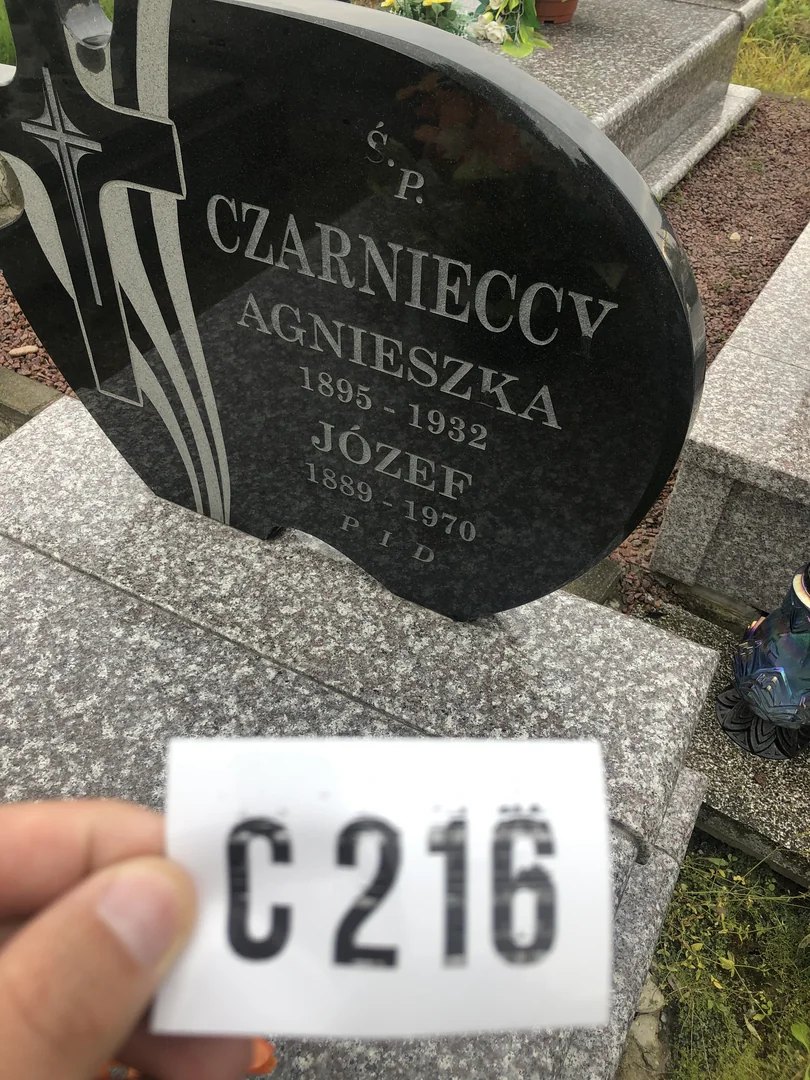 Ś.
P.
CZARNIECCY
AGNIESZKA
1895 - 1932
JÓZEF
1889 - 1970
P I D
C216